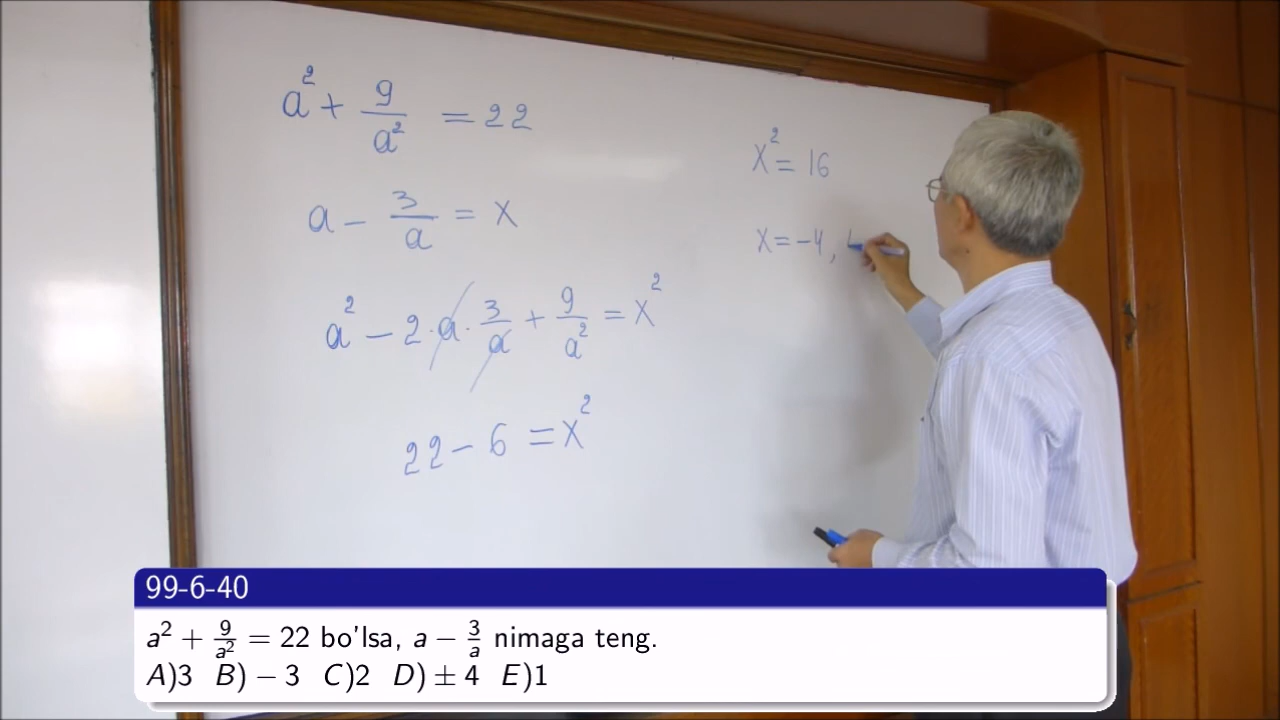 a² + 9/a² = 22
a − 3/a = x
a² − 2·a·3/a + 9/a² = x²
22 − 6 = x²
x² = 16
x = −4,
99-6-40
a² + 9/a² = 22 bo'lsa, a − 3/a nimaga teng.
A)3 B) − 3 C)2 D) ± 4 E)1